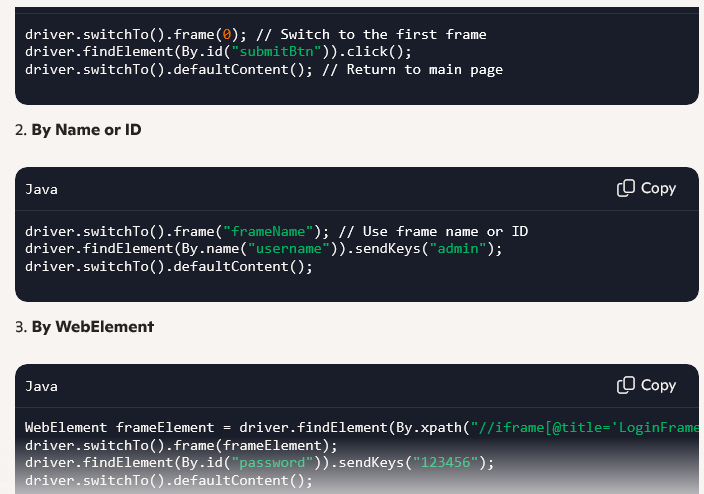 driver.switchTo().frame(0); // Switch to the first frame
driver.findElement(By.id("submitBtn")).click();
driver.switchTo().defaultContent(); // Return to main page
2. By Name or ID
Java
Copy
driver.switchTo().frame("frameName"); // Use frame name or ID
driver.findElement(By.name("username")).sendKeys("admin");
driver.switchTo().defaultContent();
3. By WebElement
Java
Copy
WebElement frameElement = driver.findElement(By.xpath("//iframe[@title='LoginFrame
driver.switchTo().frame(frameElement);
driver.findElement(By.id("password")).sendKeys("123456");
driver.switchTo().defaultContent();